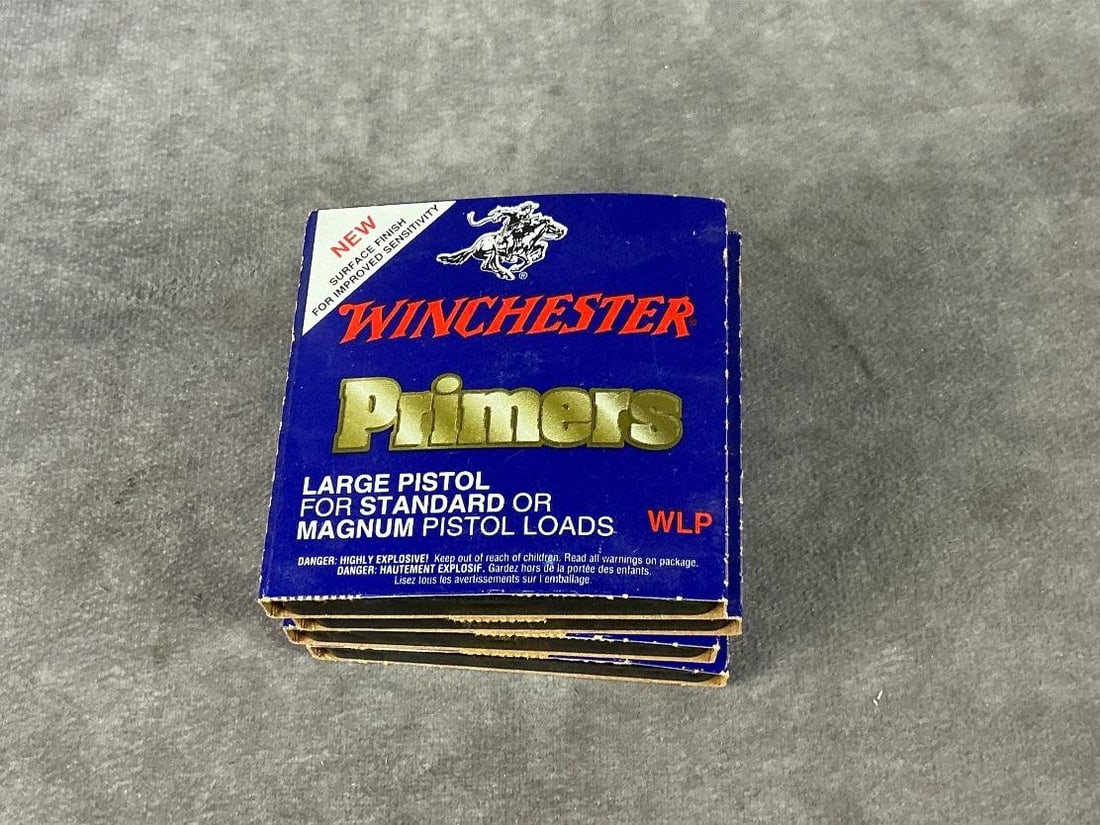 NEW
SURFACE FINISH
FOR IMPROVED SENSITIVITY
®
WINCHESTER
Primers
LARGE PISTOL
FOR STANDARD OR
MAGNUM PISTOL LOADS
WLP
DANGER: HIGHLY EXPLOSIVE! Keep out of reach of children. Read all warnings on package.
DANGER: HAUTEMENT EXPLOSIF. Gardez hors de la portée des enfants.
Lisez tous les avertissements sur l'emballage.